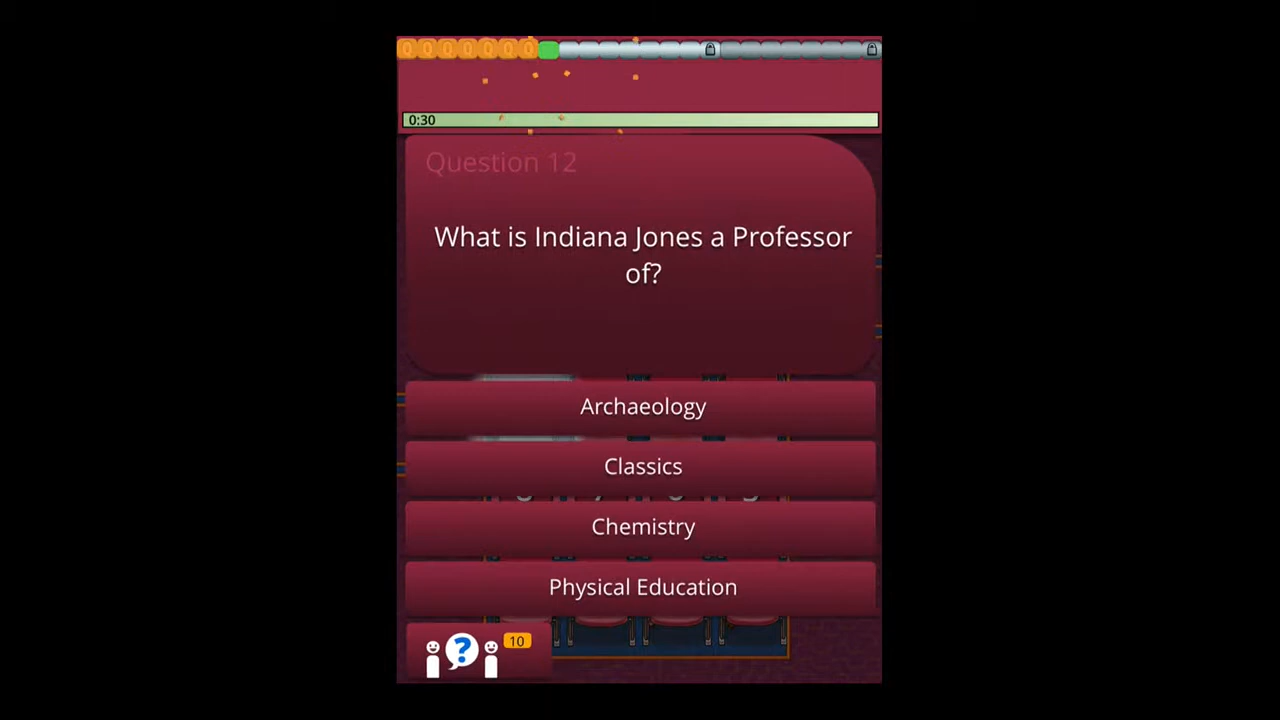 Q Q Q Q Q Q Q
0:30
Question 12
What is Indiana Jones a Professor
of?
Archaeology
Classics
Chemistry
Physical Education
? 10